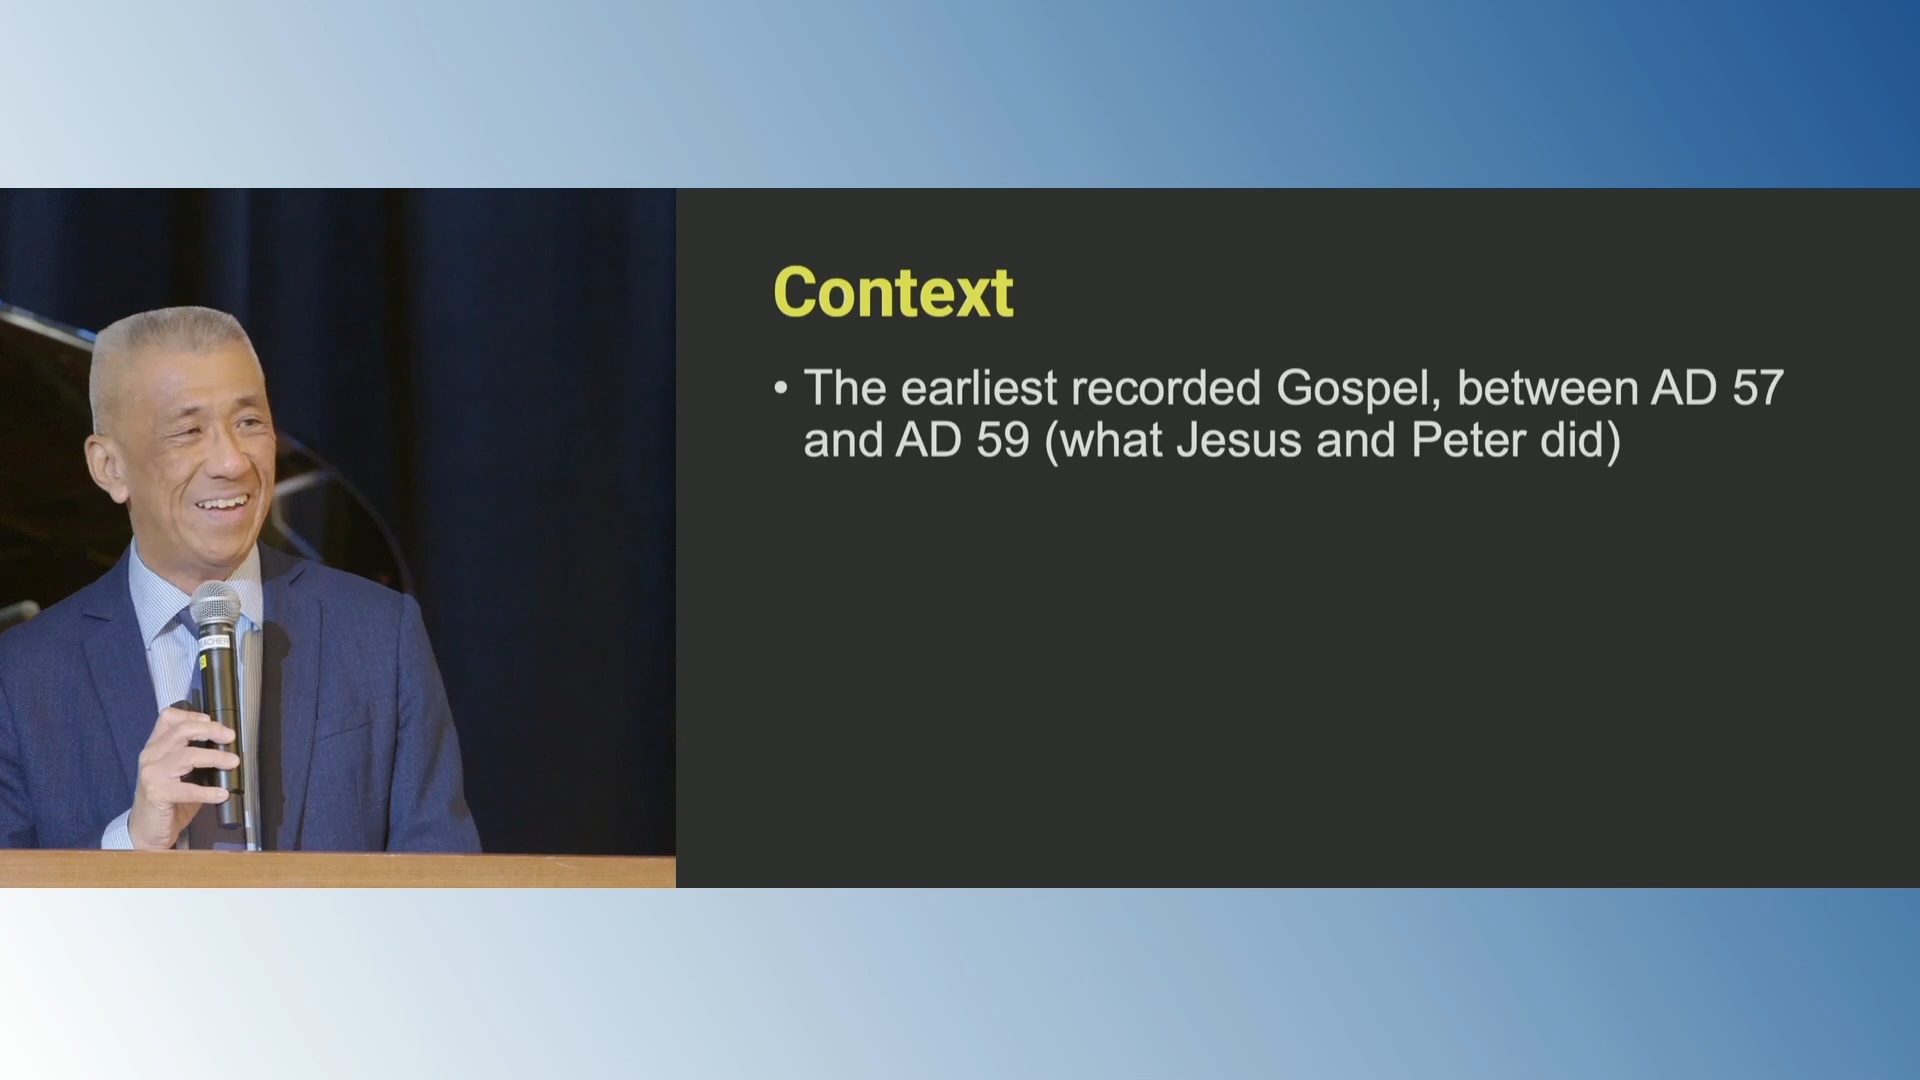 Context
• The earliest recorded Gospel, between AD 57
and AD 59 (what Jesus and Peter did)